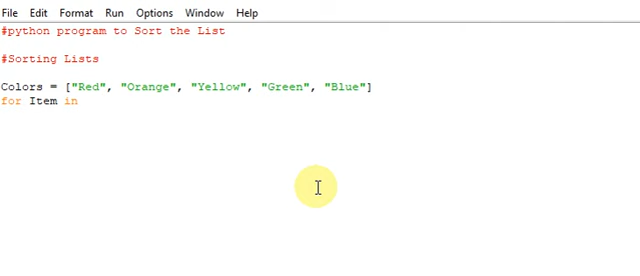 File Edit Format Run Options Window Help
#python program to Sort the List
#Sorting Lists
Colors = ["Red", "Orange", "Yellow", "Green", "Blue"]
for Item in